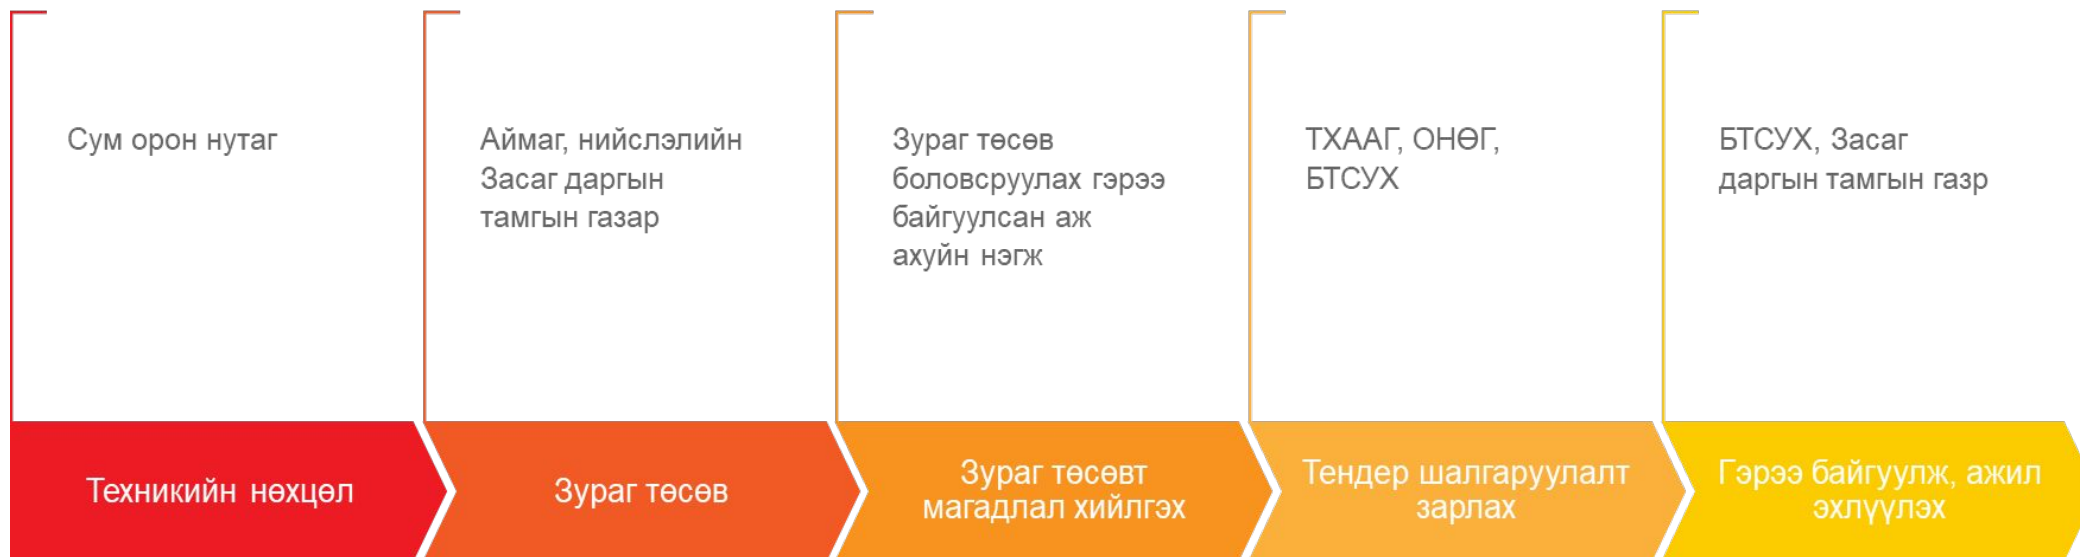 Сум орон нутаг
Аймаг, нийслэлийн
Засаг даргын
тамгын газар
Зураг төсөв
боловсруулах гэрээ
байгуулсан аж
ахуйн нэгж
ТХААГ, ОНӨГ,
БТСУХ
БТСУХ, Засаг
даргын тамгын газр
Техникийн нөхцөл
Зураг төсөв
Зураг төсөвт
магадлал хийлгэх
Тендер шалгаруулалт
зарлах
Гэрээ байгуулж, ажил
эхлүүлэх